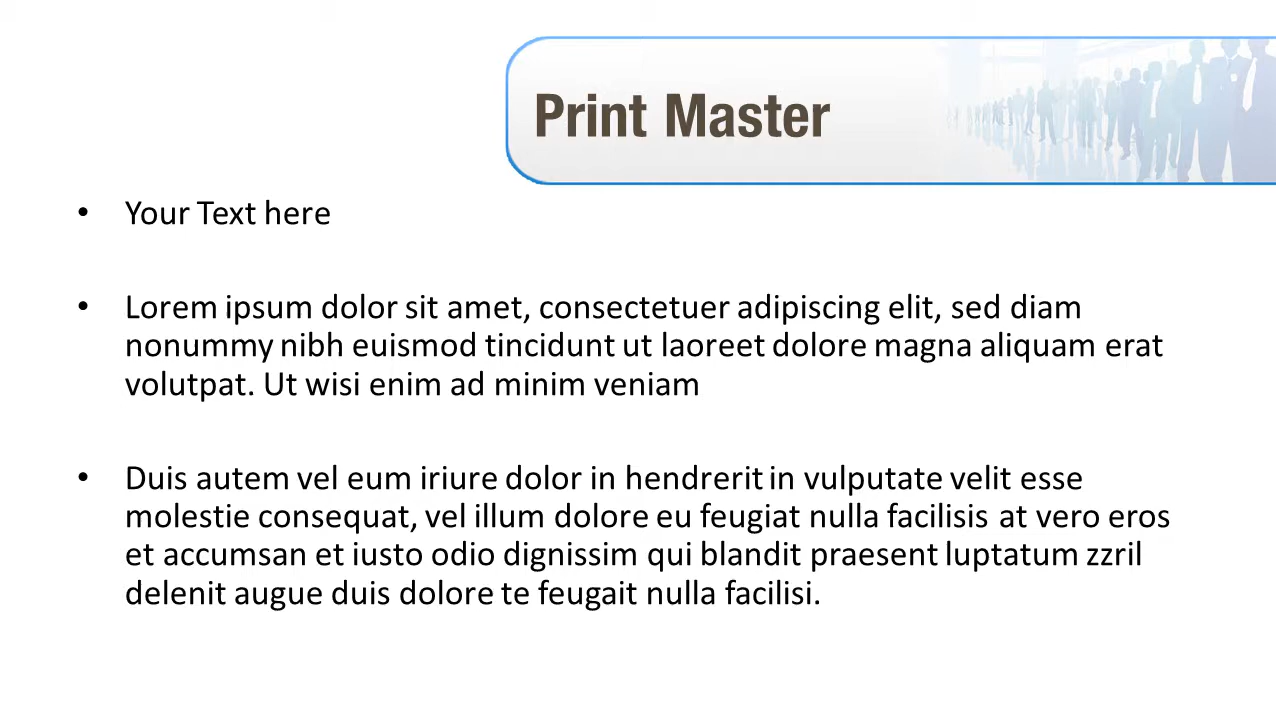 Print Master
• Your Text here
• Lorem ipsum dolor sit amet, consectetuer adipiscing elit, sed diam
nonummy nibh euismod tincidunt ut laoreet dolore magna aliquam erat
volutpat. Ut wisi enim ad minim veniam
• Duis autem vel eum iriure dolor in hendrerit in vulputate velit esse
molestie consequat, vel illum dolore eu feugiat nulla facilisis at vero eros
et accumsan et iusto odio dignissim qui blandit praesent luptatum zzril
delenit augue duis dolore te feugait nulla facilisi.